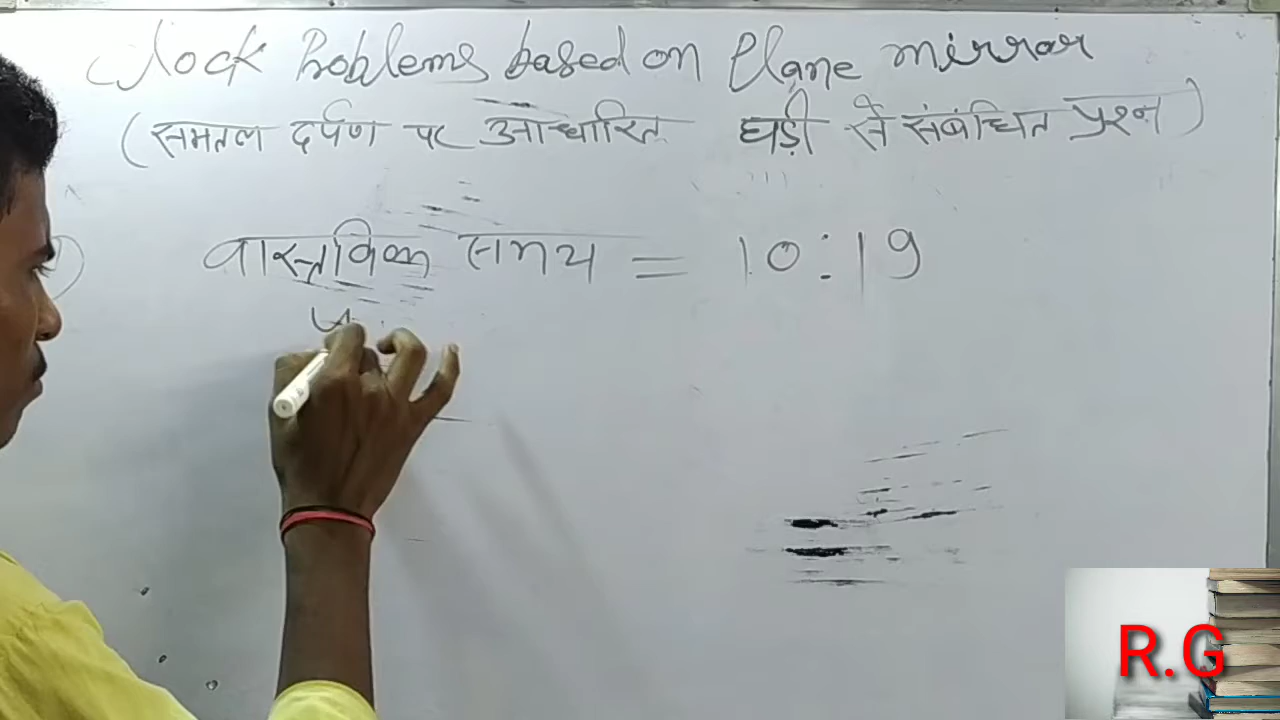 Clock Problems based on Plane mirror
(समतल दर्पण पर आधारित घड़ी से संबंधित प्रश्न)
वास्तविक समय = 10:19
R.G